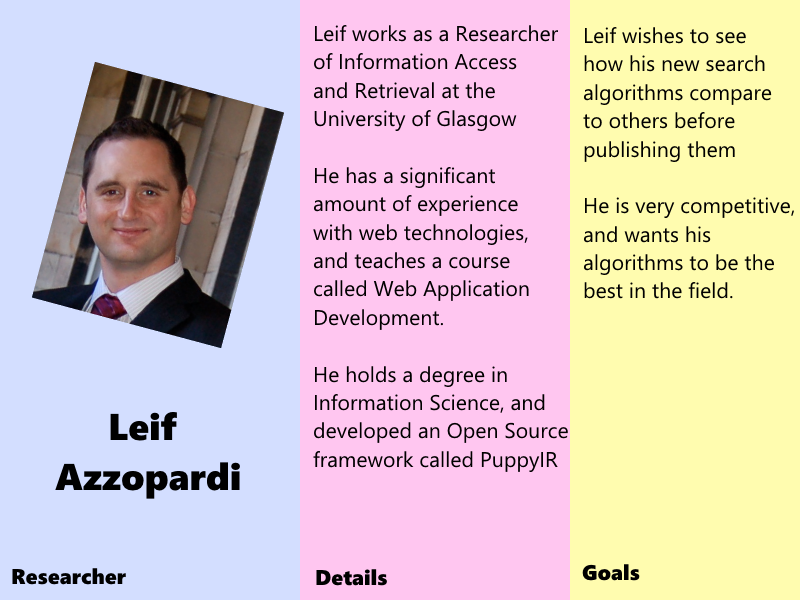 Leif
Azzopardi
Researcher
Leif works as a Researcher
of Information Access
and Retrieval at the
University of Glasgow
He has a significant
amount of experience
with web technologies,
and teaches a course
called Web Application
Development.
He holds a degree in
Information Science, and
developed an Open Source
framework called PuppyIR
Details
Leif wishes to see
how his new search
algorithms compare
to others before
publishing them
He is very competitive,
and wants his
algorithms to be the
best in the field.
Goals